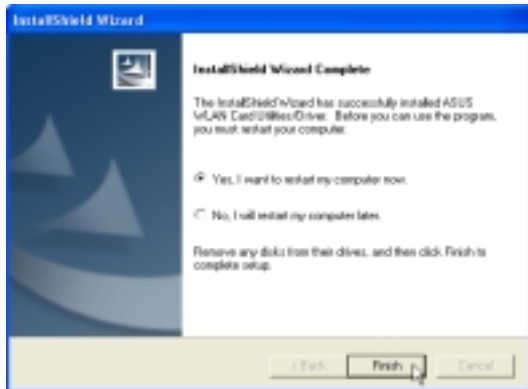 InstallShield Wizard
InstallShield Wizard Complete
The InstallShield Wizard has successfully installed ASUS
WLAN Card Utilities/Driver. Before you can use the program,
you must restart your computer.
Yes, I want to restart my computer now.
No, I will restart my computer later.
Remove any disks from their drives, and then click Finish to
complete setup.
< Back
Finish
Cancel